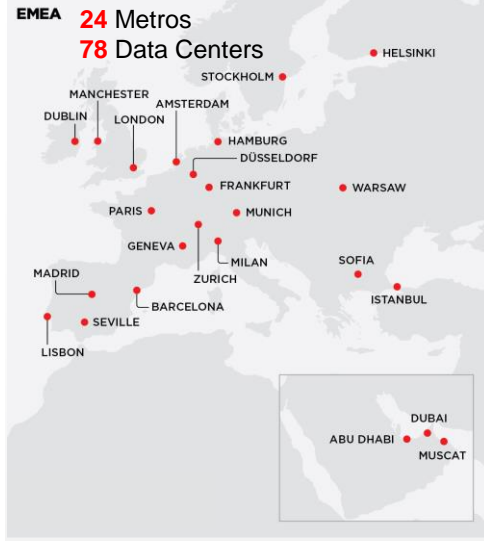 EMEA 24 Metros
78 Data Centers
HELSINKI
STOCKHOLM
MANCHESTER
AMSTERDAM
DUBLIN
LONDON
HAMBURG
DÜSSELDORF
FRANKFURT
WARSAW
PARIS
MUNICH
GENEVA
MILAN
SOFIA
ZURICH
MADRID
ISTANBUL
BARCELONA
SEVILLE
LISBON
DUBAI
ABU DHABI
MUSCAT